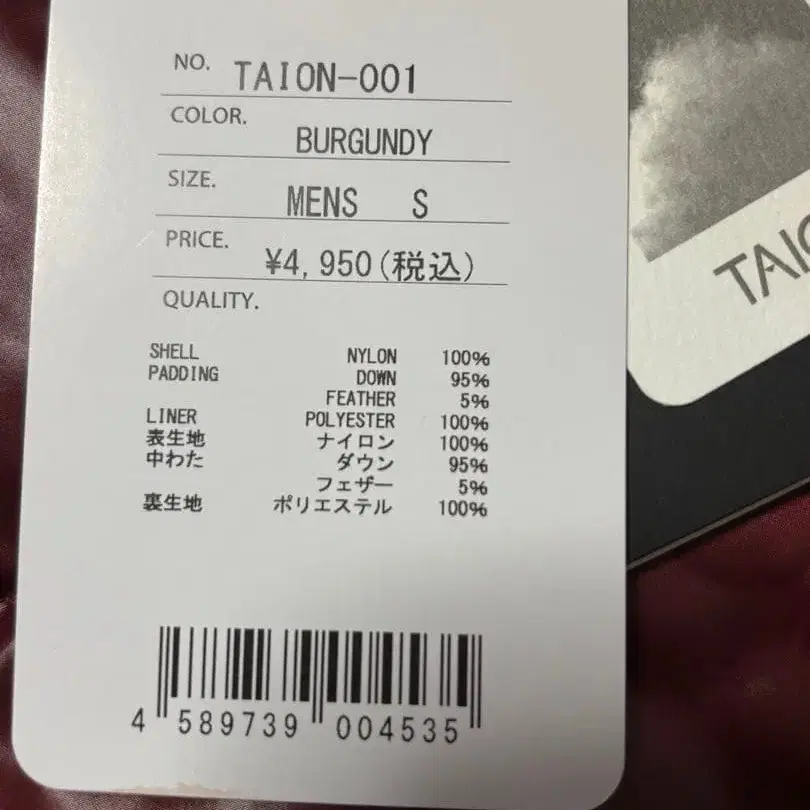 NO. TAION-001
COLOR. BURGUNDY
SIZE. MENS S
PRICE. ¥4,950(税込)
QUALITY.
SHELL NYLON 100%
PADDING DOWN 95%
FEATHER 5%
LINER POLYESTER 100%
表生地 ナイロン 100%
中わた ダウン 95%
フェザー 5%
裏生地 ポリエステル 100%
4 589739 004535